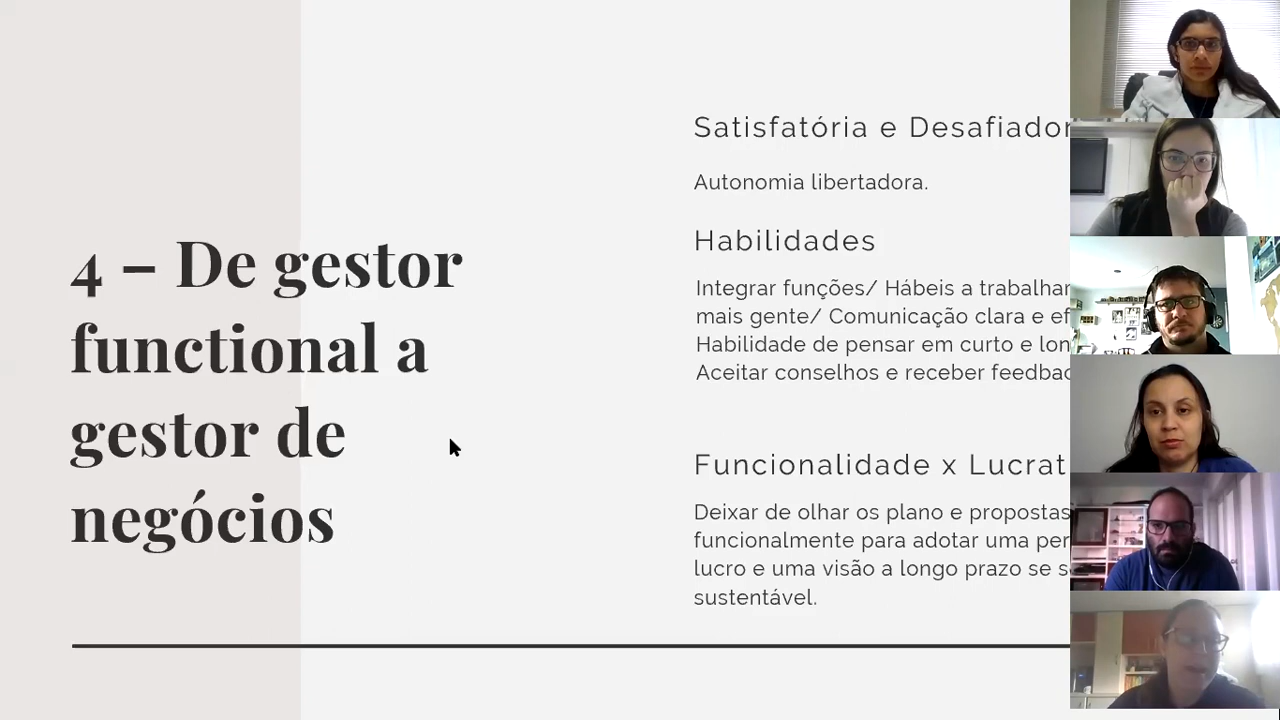 4 – De gestor
functional a
gestor de
negócios
Satisfatória e Desafiador
Autonomia libertadora.
Habilidades
Integrar funções/ Hábeis a trabalhar
mais gente/ Comunicação clara e ef
Habilidade de pensar em curto e lon
Aceitar conselhos e receber feedbac
Funcionalidade x Lucrat
Deixar de olhar os plano e propostas
funcionalmente para adotar uma per
lucro e uma visão a longo prazo se s
sustentável.